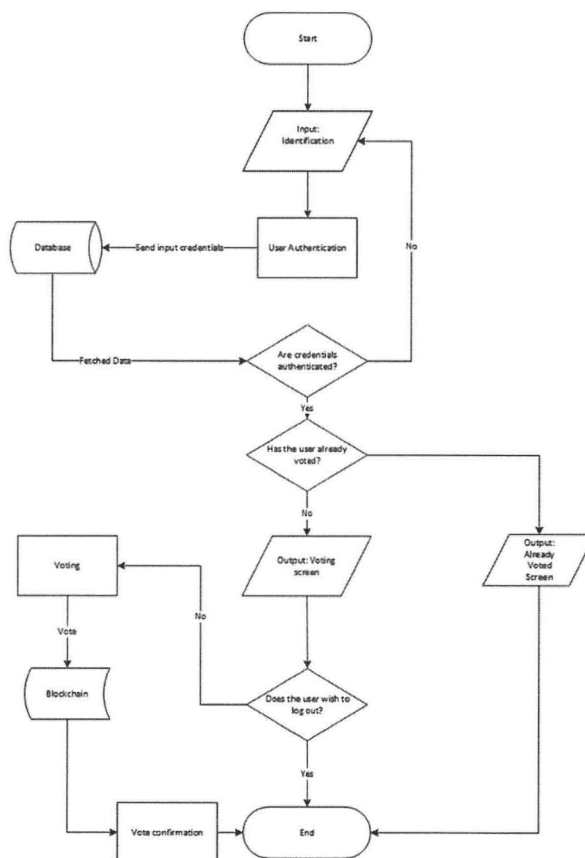 Start
Input:
Identification
User Authentication
Send input credentials
Database
No
Fetched Data
Are credentials
authenticated?
Yes
Has the user already
voted?
No
Output: Voting
screen
Output:
Already
Voted
Screen
Voting
No
Vote
Blockchain
Does the user wish to
log out?
Yes
Vote confirmation
End